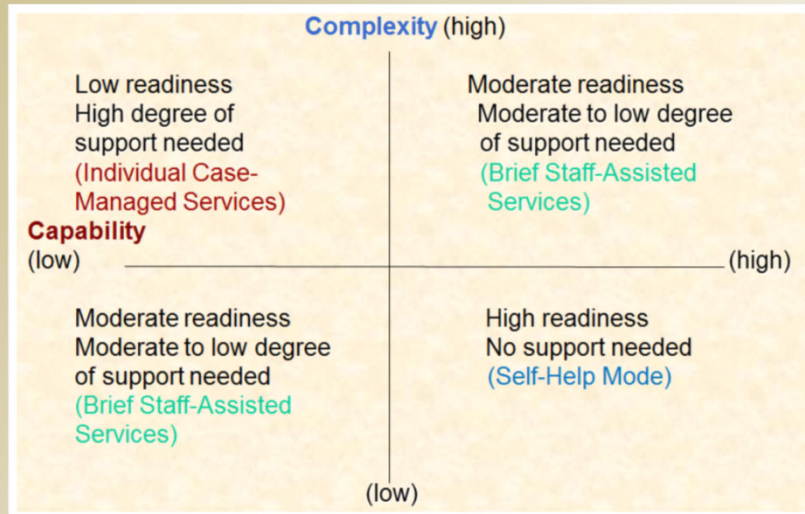 Complexity (high)
Low readiness
High degree of
support needed
(Individual Case-
Managed Services)
Moderate readiness
Moderate to low degree
of support needed
(Brief Staff-Assisted
Services)
Capability
(low)
(high)
Moderate readiness
Moderate to low degree
of support needed
(Brief Staff-Assisted
Services)
High readiness
No support needed
(Self-Help Mode)
(low)